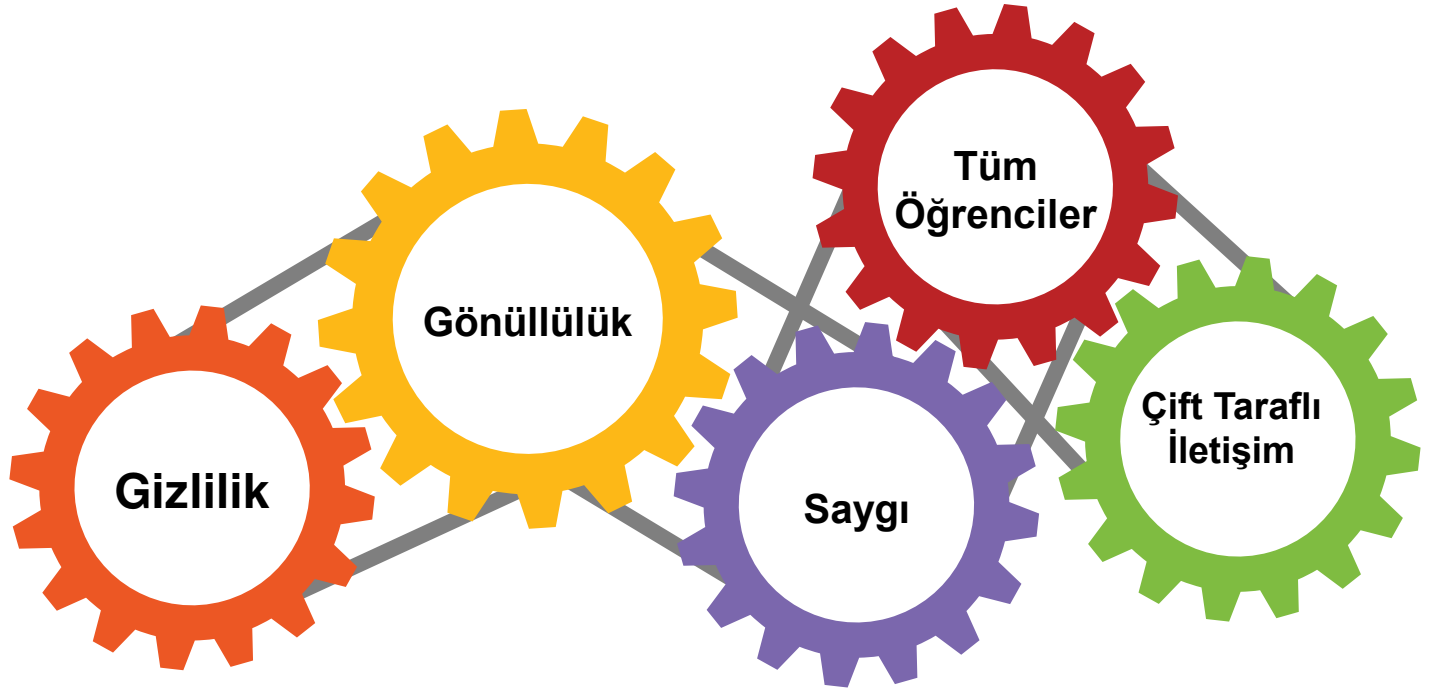 Gizlilik
Gönüllülük
Saygı
Tüm
Öğrenciler
Çift Taraflı
İletişim